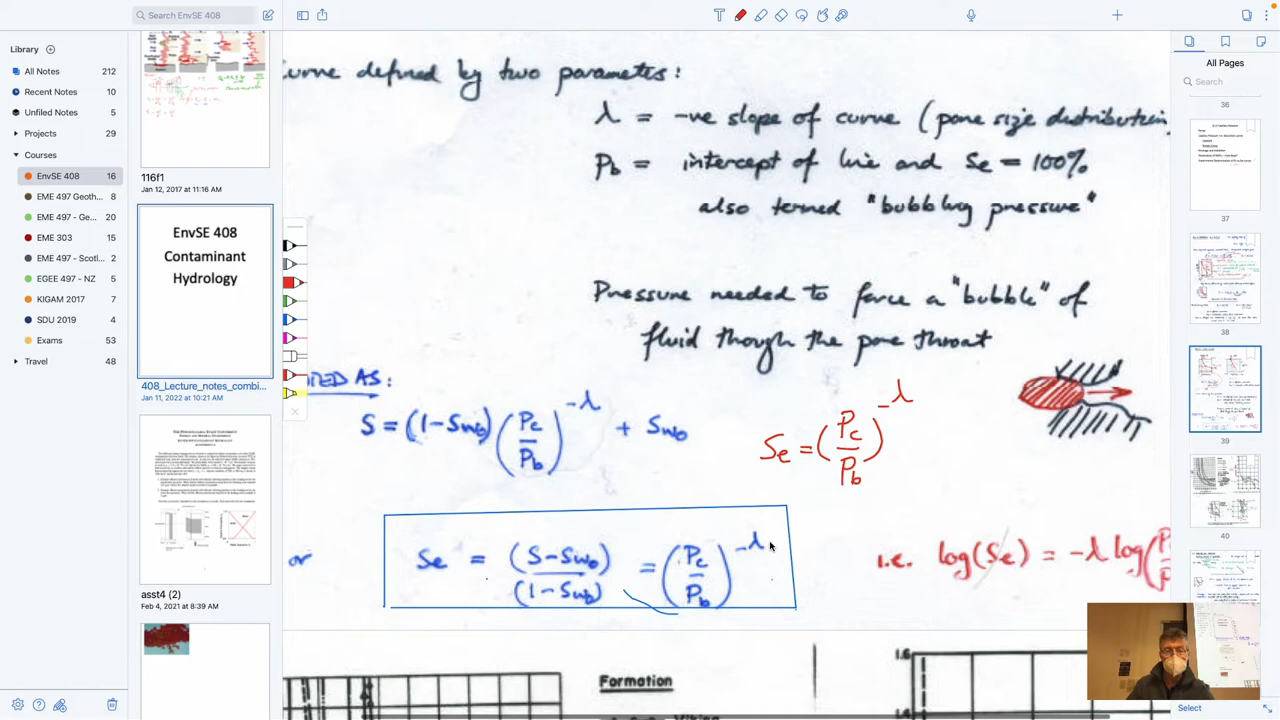 Search EnvSE 408
Library
All Notes 212
Recent Notes 10
Unfiled Notes 5
Projects 29
Courses
EnvSE 408 18
EME 497 Geoth... 8
EME 497 - Ge... 20
EME 303 15
EME 497 - Scotl...
EGEE 520 - NZ 5
KIGAM 2017 7
SDU 2019 4
Exams 53
Travel 48
116f1
Jan 12, 2017 at 11:16 AM
EnvSE 408
Contaminant
Hydrology
408_Lecture_notes_combi...
Jan 11, 2022 at 10:21 AM
asst4 (2)
Feb 4, 2021 at 8:39 AM
Curve defined by two parameters:
λ = -ve slope of curve (pore size distribution
Pb = intercept of line and Se = 100%
also termed "bubbling pressure"
Pressure needed to force a "bubble" of
fluid though the pore throat
AS:
S = (1-Swo) (Pc/Pb)^-λ + Swo
Se = (Pc/Pb)^-λ
or
Se = (S-Swo)/(-Swo) = (Pc/Pb)^-λ
i.e. log(Se) = -λ log(P
Formation
Viking
1.6
1.4
All Pages
Search
36
37
38
39
40
Select